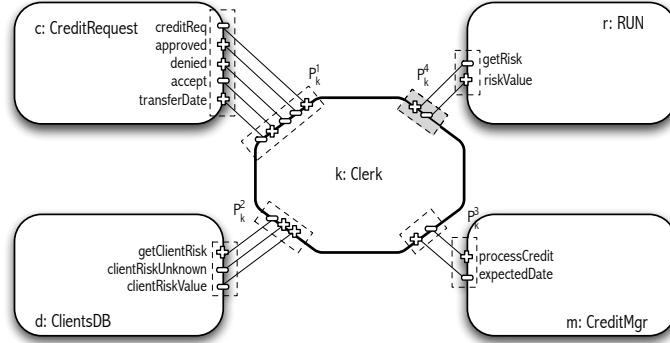 c: CreditRequest
creditReq
approved
denied
accept
transferDate
P k 1
P k 4
r: RUN
getRisk
riskValue
k: Clerk
P k 2
P k 3
getClientRisk
clientRiskUnknown
clientRiskValue
d: ClientsDB
processCredit
expectedDate
m: CreditMgr